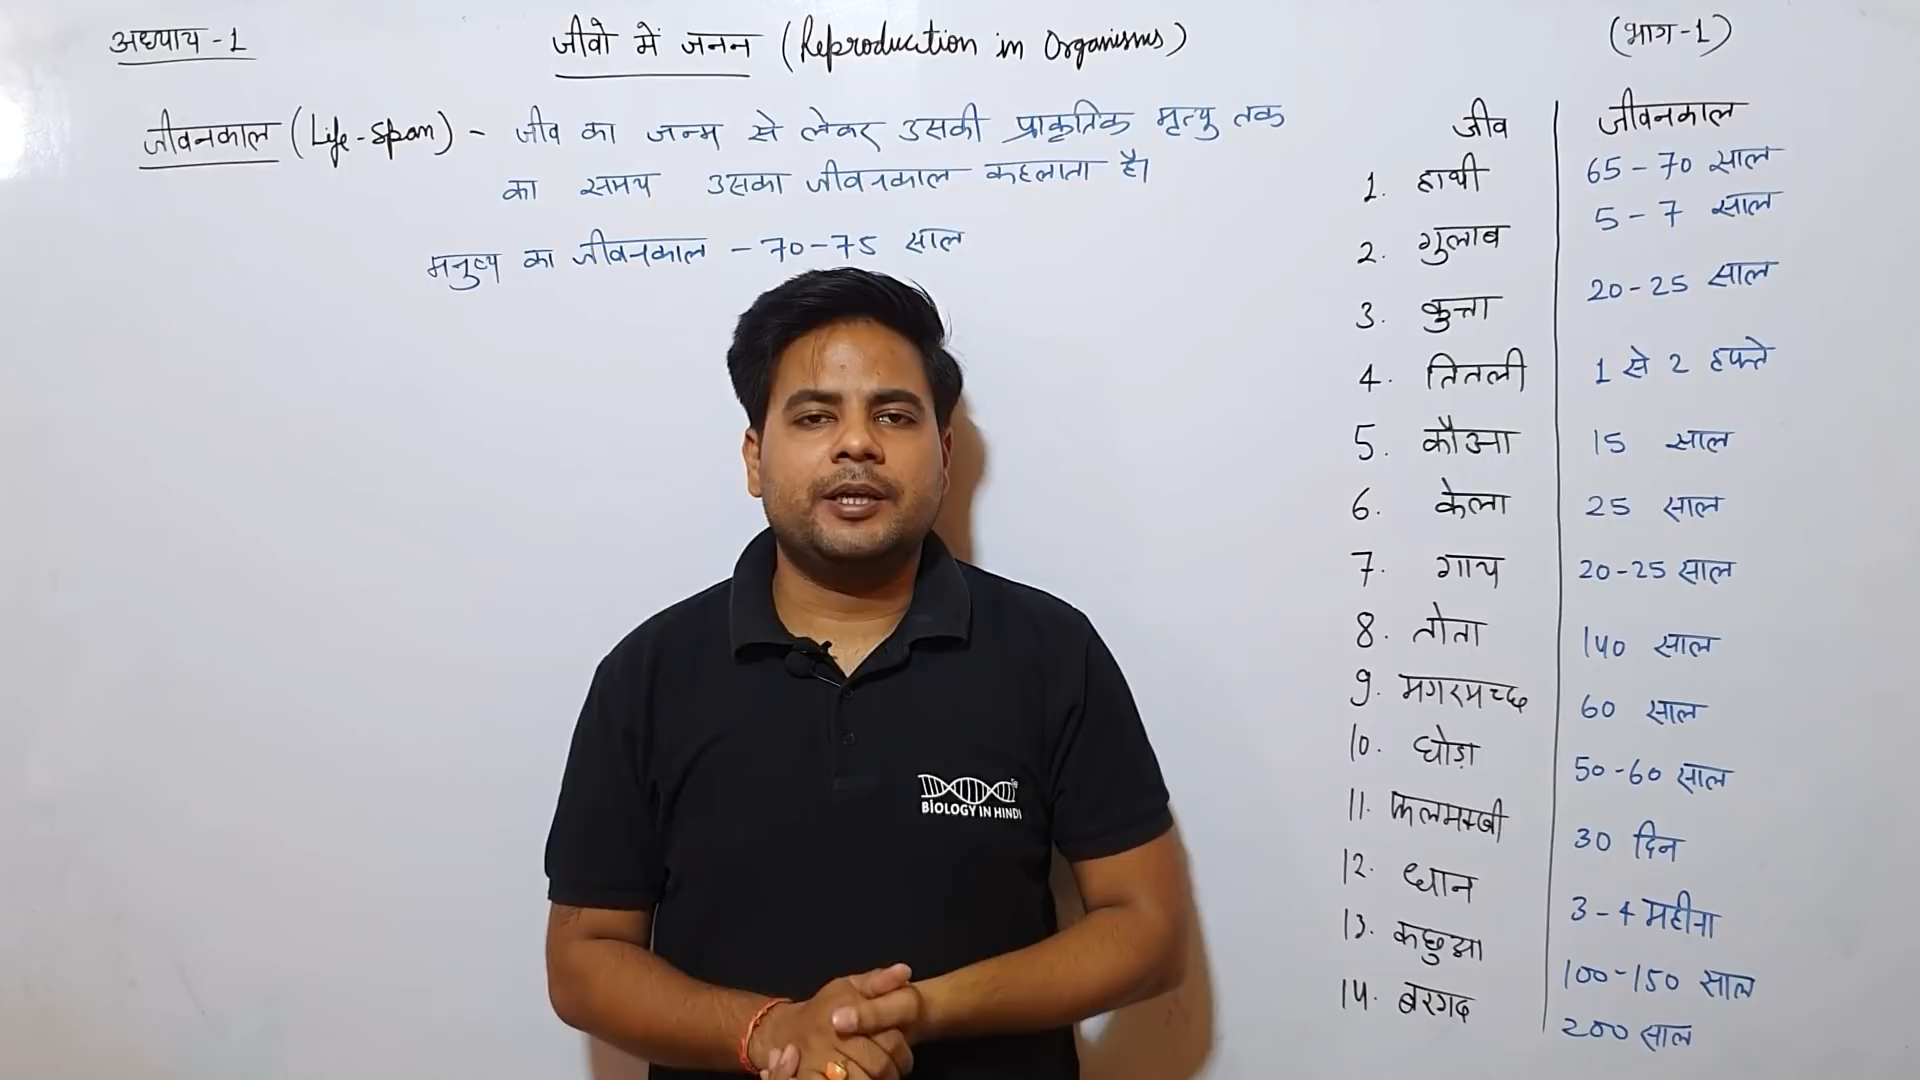 अध्याय -1
जीवो में जनन (Reproduction in Organisms)
(भाग-1)
जीवनकाल (Life-span) - जीव का जन्म से लेकर उसकी प्राकृतिक मृत्यु तक
का समय उसका जीवनकाल कहलाता है।
मनुष्य का जीवनकाल - 70-75 साल
जीव जीवनकाल
1. हाथी 65-70 साल
2. गुलाब 5-7 साल
3. कुत्ता 20-25 साल
4. तितली 1 से 2 हफ्ते
5. कौआ 15 साल
6. केला 25 साल
7. गाय 20-25 साल
8. तोता 140 साल
9. मगरमच्छ 60 साल
10. घोड़ा 50-60 साल
11. फलमक्खी 30 दिन
12. धान 3-4 महीना
13. कछुआ 100-150 साल
14. बरगद 200 साल
BIOLOGY IN HINDI